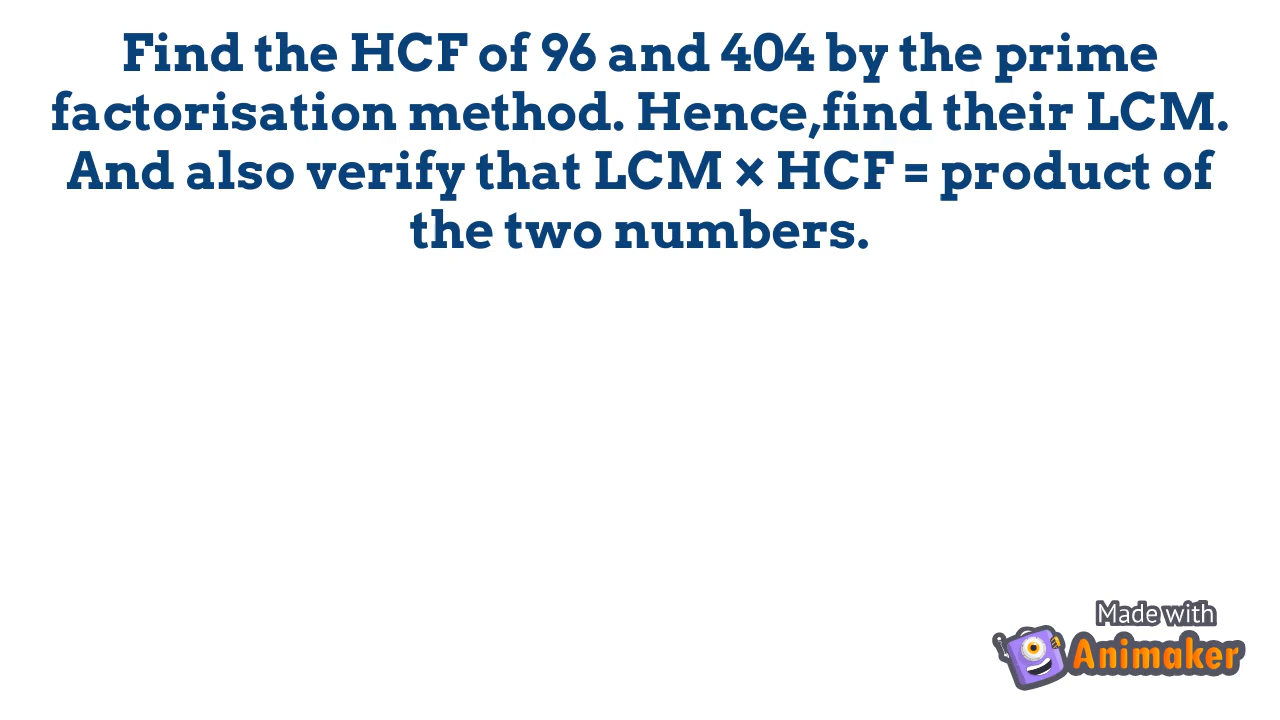 Find the HCF of 96 and 404 by the prime
factorisation method. Hence,find their LCM.
And also verify that LCM × HCF = product of
the two numbers.
Made with
Animaker